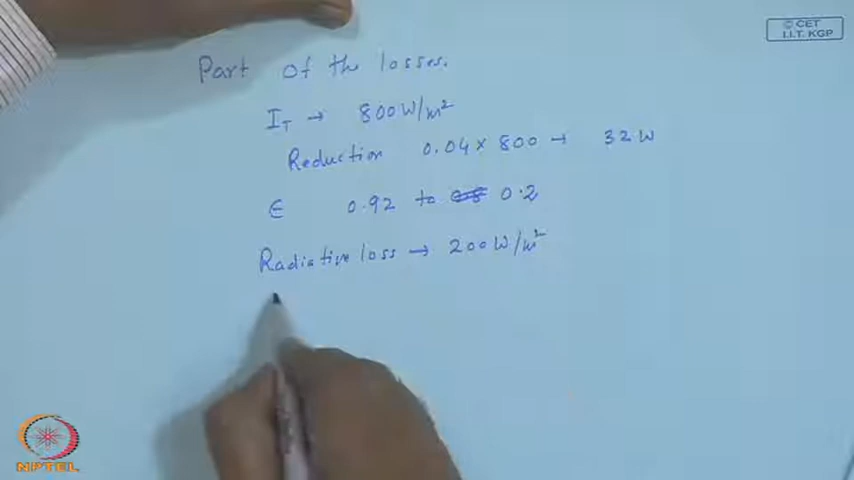 © CET
I.I.T. KGP
Part of the losses.
I_T → 800 W/m²
Reduction 0.04 × 800 → 32 W
∈ 0.92 to 0.2
Radiative loss → 200 W/m²
NPTEL